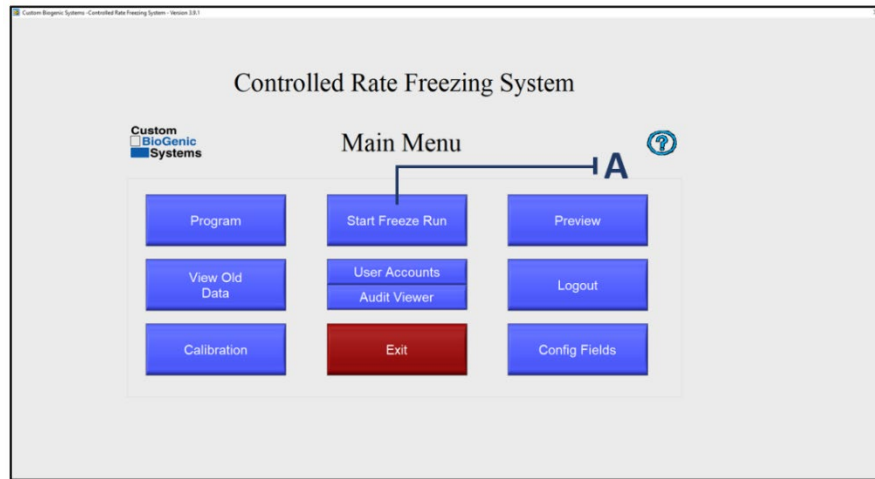 Custom Biogenic Systems -Controlled Rate Freezing System - Version 3.9.1
Controlled Rate Freezing System
Custom
BioGenic
Systems
Main Menu
?
A
Program
Start Freeze Run
Preview
View Old
Data
User Accounts
Audit Viewer
Logout
Calibration
Exit
Config Fields